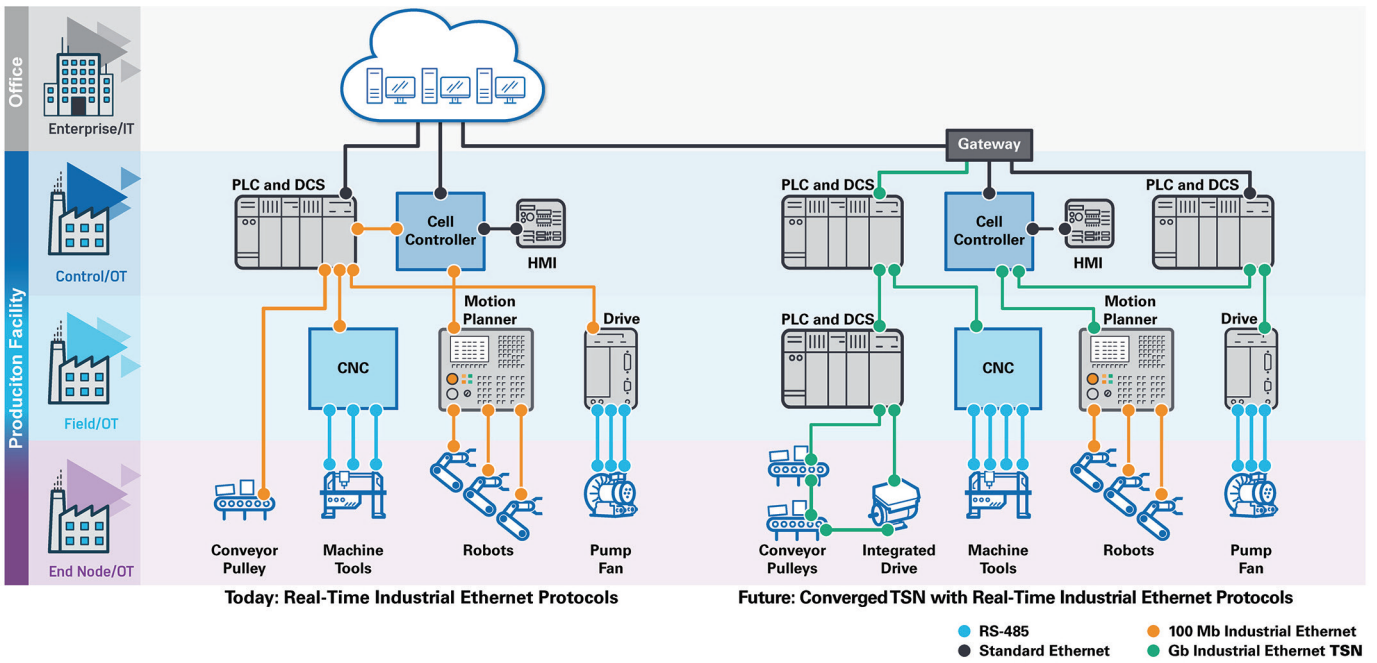 Office
Enterprise/IT
Gateway
Produciton Facility
Control/OT
PLC and DCS
Cell
Controller
HMI
PLC and DCS
Cell
Controller
HMI
PLC and DCS
Field/OT
CNC
Motion
Planner
Drive
PLC and DCS
CNC
Motion
Planner
Drive
End Node/OT
Conveyor
Pulley
Machine
Tools
Robots
Pump
Fan
Conveyor
Pulleys
Integrated
Drive
Machine
Tools
Robots
Pump
Fan
Today: Real-Time Industrial Ethernet Protocols
Future: Converged TSN with Real-Time Industrial Ethernet Protocols
RS-485
100 Mb Industrial Ethernet
Standard Ethernet
Gb Industrial Ethernet TSN